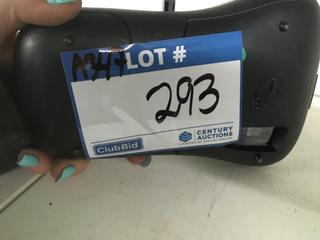 LOT #
293
ClubBid
CENTURY
AUCTIONS